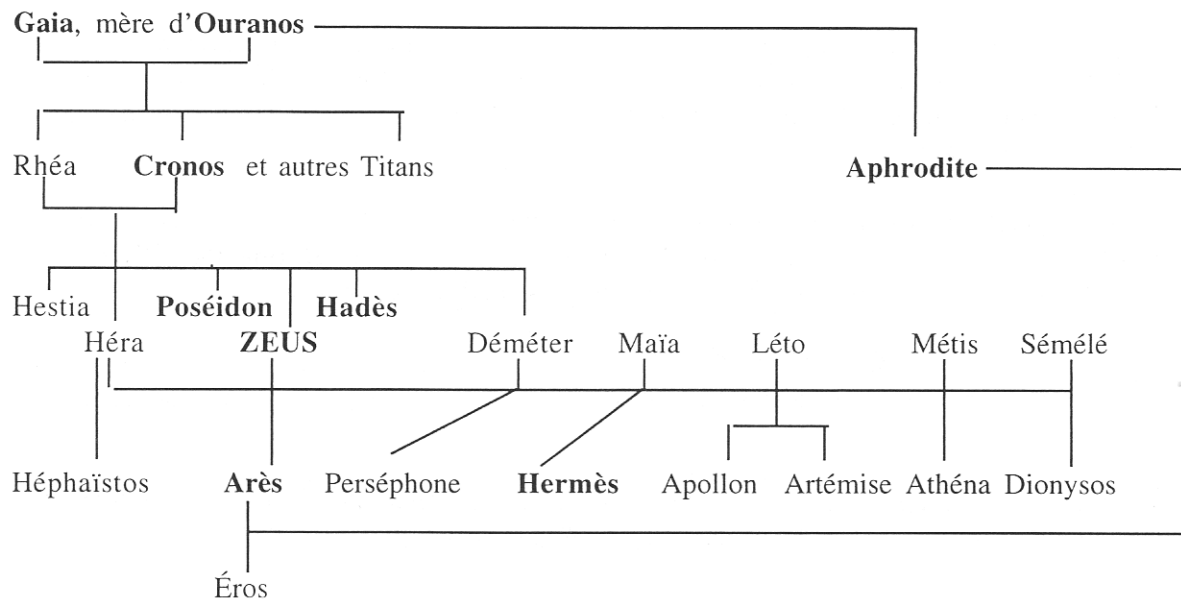 Gaia, mère d'Ouranos
Rhéa Cronos et autres Titans Aphrodite
Hestia Poséidon Hadès
Héra ZEUS Déméter Maïa Léto Métis Sémélé
Héphaïstos Arès Perséphone Hermès Apollon Artémise Athéna Dionysos
Éros